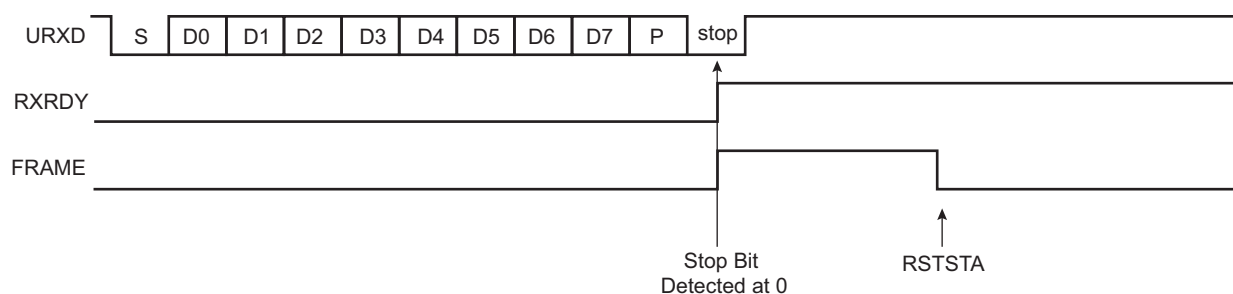 URXD S D0 D1 D2 D3 D4 D5 D6 D7 P stop
RXRDY
FRAME
Stop Bit
Detected at 0
RSTSTA